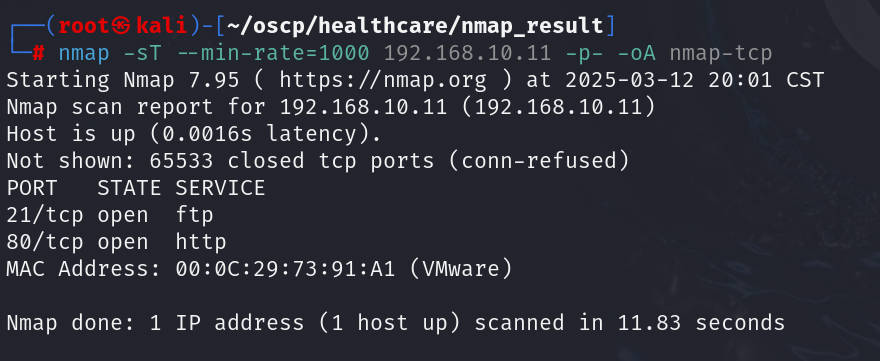 ┌──(root㉿kali)-[~/oscp/healthcare/nmap_result]
└─# nmap -sT --min-rate=1000 192.168.10.11 -p- -oA nmap-tcp
Starting Nmap 7.95 ( https://nmap.org ) at 2025-03-12 20:01 CST
Nmap scan report for 192.168.10.11 (192.168.10.11)
Host is up (0.0016s latency).
Not shown: 65533 closed tcp ports (conn-refused)
PORT   STATE SERVICE
21/tcp open  ftp
80/tcp open  http
MAC Address: 00:0C:29:73:91:A1 (VMware)

Nmap done: 1 IP address (1 host up) scanned in 11.83 seconds